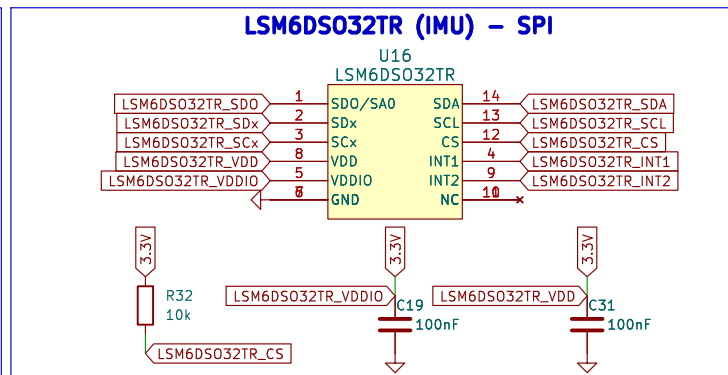 LSM6DSO32TR (IMU) - SPI
U16
LSM6DSO32TR
LSM6DSO32TR_SDO 1 SDO/SA0 SDA 14 LSM6DSO32TR_SDA
LSM6DSO32TR_SDx 2 SDx SCL 13 LSM6DSO32TR_SCL
LSM6DSO32TR_SCx 3 SCx CS 12 LSM6DSO32TR_CS
LSM6DSO32TR_VDD 8 VDD INT1 4 LSM6DSO32TR_INT1
LSM6DSO32TR_VDDIO 5 VDDIO INT2 9 LSM6DSO32TR_INT2
GND NC
3.3V 3.3V 3.3V
R32
10k
LSM6DSO32TR_CS
LSM6DSO32TR_VDDIO
C19
100nF
LSM6DSO32TR_VDD
C31
100nF